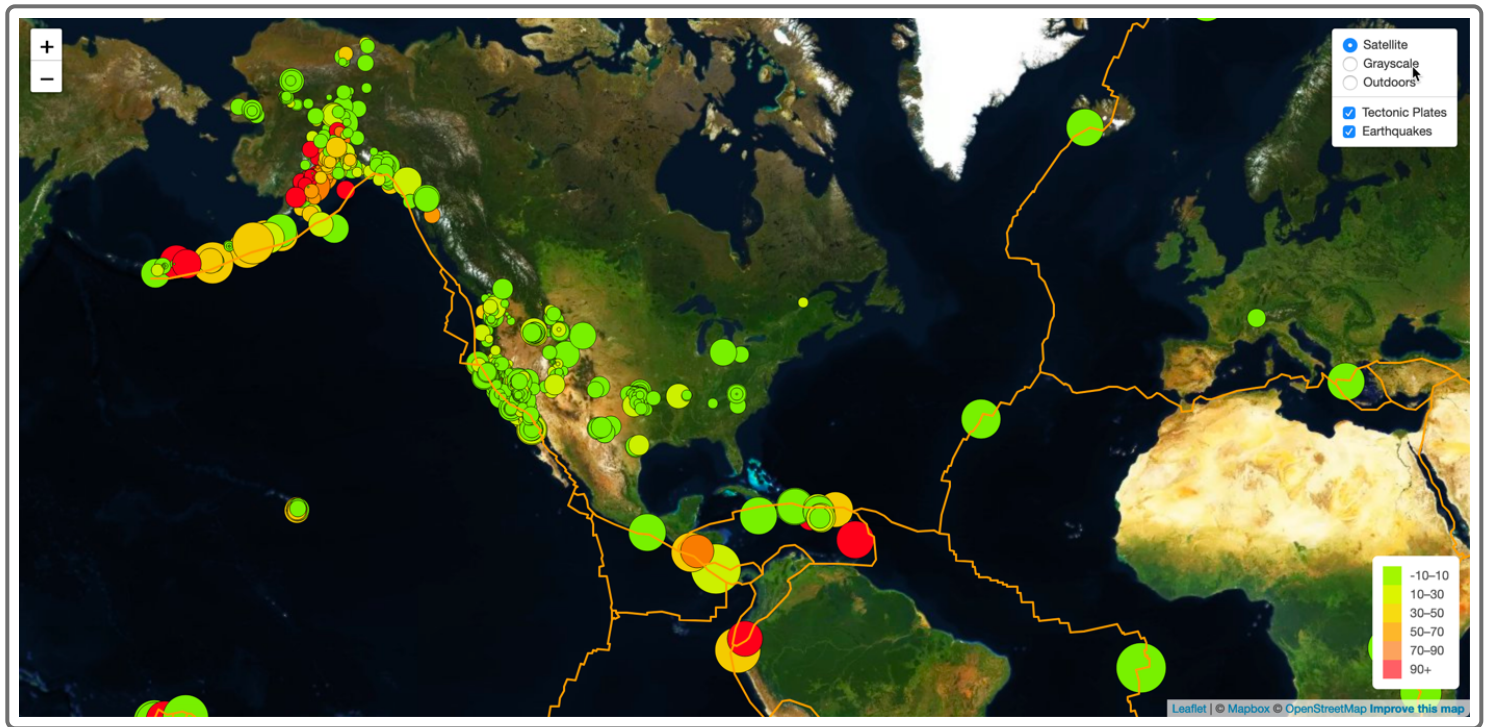 +
−
Satellite
Grayscale
Outdoors
Tectonic Plates
Earthquakes
-10–10
10–30
30–50
50–70
70–90
90+
Leaflet | © Mapbox © OpenStreetMap Improve this map